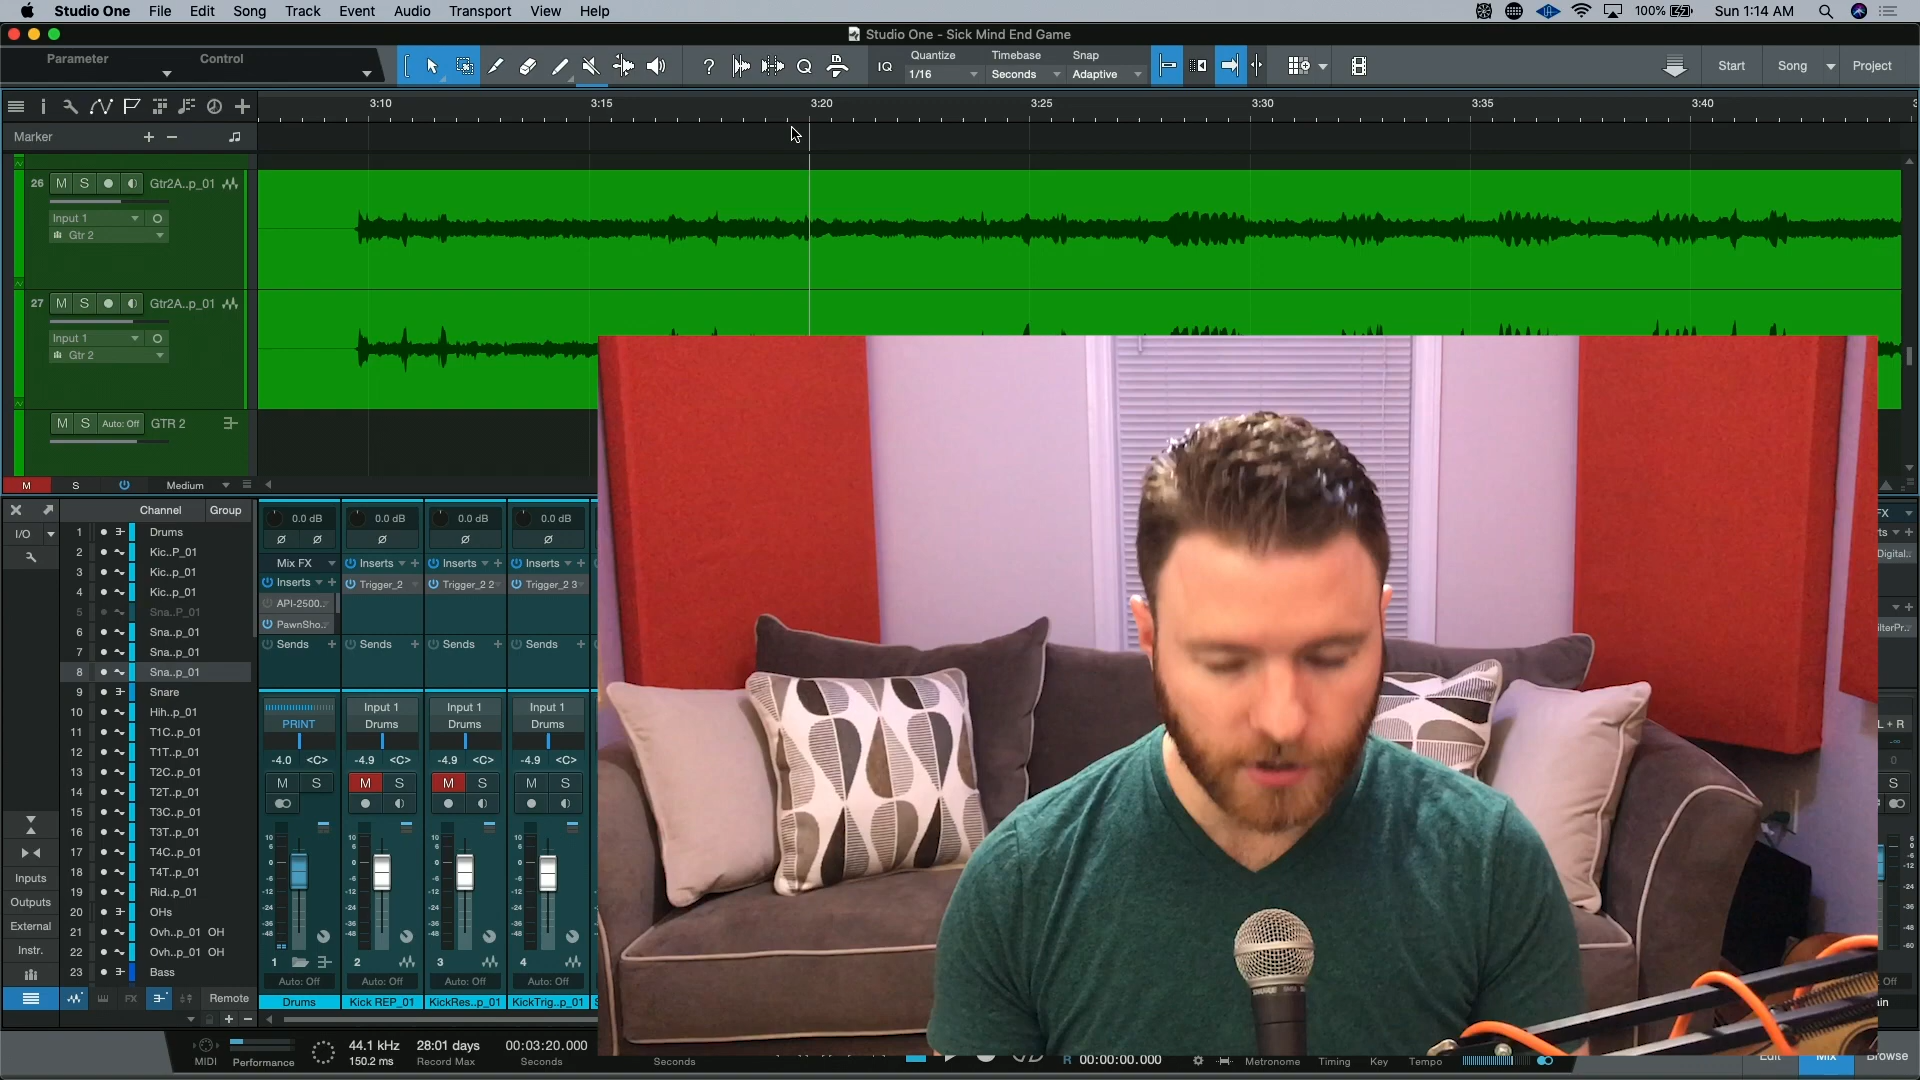 Studio One File Edit Song Track Event Audio Transport View Help 100% Sun 1:14 AM
Studio One - Sick Mind End Game
Parameter Control
Quantize Timebase Snap
IQ 1/16 Seconds Adaptive Start Song Project
3:10 3:15 3:20 3:25 3:30 3:35 3:40
Marker
26 M S Gtr2A..p_01
Input 1
Gtr 2
27 M S Gtr2A..p_01
Input 1
Gtr 2
M S Auto: Off GTR 2
M S Medium
Channel Group
I/O
1 Drums
2 Kic..P_01
3 Kic..p_01
4 Kic..p_01
5 Sna..P_01
6 Sna..p_01
7 Sna..p_01
8 Sna..p_01
9 Snare
10 Hih..p_01
11 T1C..p_01
12 T1T..p_01
13 T2C..p_01
14 T2T..p_01
15 T3C..p_01
16 T3T..p_01
17 T4C..p_01
18 T4T..p_01
19 Rid..p_01
20 OHs
21 Ovh..p_01 OH
22 Ovh..p_01 OH
23 Bass
Inputs
Outputs
External
Instr.
FX Remote
0.0 dB 0.0 dB 0.0 dB 0.0 dB
Mix FX Inserts Inserts Inserts
Inserts Trigger_2 Trigger_2 2 Trigger_2 3
API-2500..
PawnSho..
Sends Sends Sends Sends
Input 1 Input 1 Input 1
PRINT Drums Drums Drums
-4.0 <C> -4.9 <C> -4.9 <C> -4.9 <C>
M S M S M S M S
1 2 3 4
Auto: Off Auto: Off Auto: Off Auto: Off
Drums Kick REP_01 KickRes..p_01 KickTrig..p_01
Digital..
L + R
S
MIDI Performance
44.1 kHz 28:01 days 00:03:20.000
150.2 ms Record Max Seconds Seconds
R 00:00:00.000
Metronome Timing Key Tempo
Edit Mix Browse